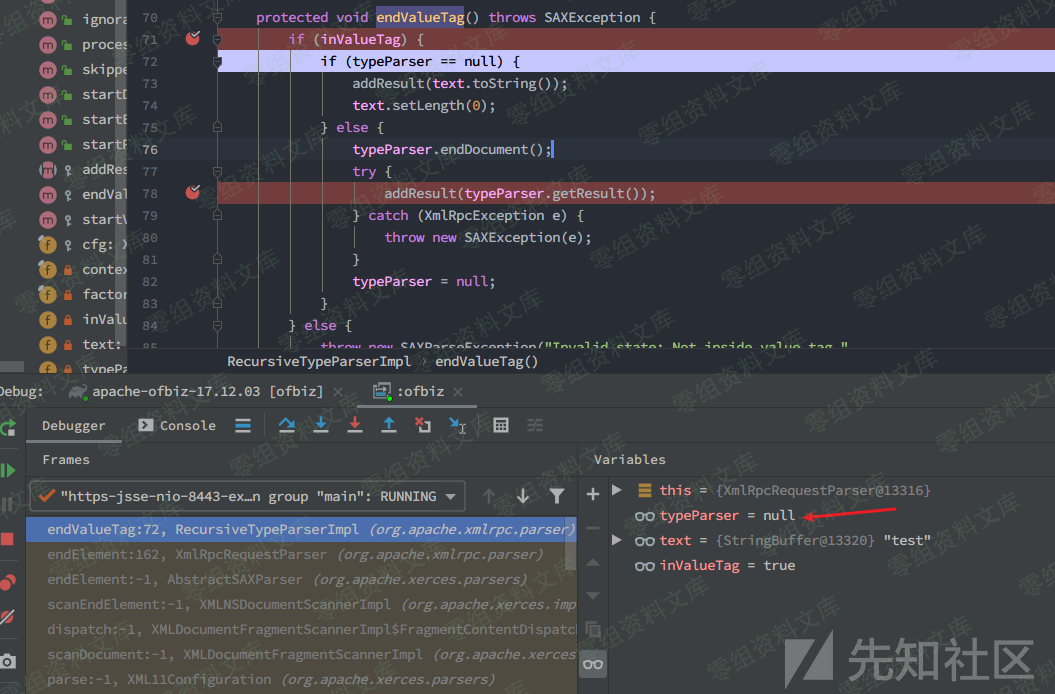 ignora
proces
skippe
startD
startE
startP
addRes
endVal
startV
cfg: X
contex
factor
inValu
text:
typePa
70 protected void endValueTag() throws SAXException {
71 if (inValueTag) {
72 if (typeParser == null) {
73 addResult(text.toString());
74 text.setLength(0);
75 } else {
76 typeParser.endDocument();
77 try {
78 addResult(typeParser.getResult());
79 } catch (XmlRpcException e) {
80 throw new SAXException(e);
81 }
82 typeParser = null;
83 }
84 } else {
85 throw new SAXParseException("Invalid state: Not inside value tag.",
RecursiveTypeParserImpl › endValueTag()
Debug: apache-ofbiz-17.12.03 [ofbiz] × :ofbiz ×
Debugger Console
Frames
"https-jsse-nio-8443-ex...n group "main": RUNNING
endValueTag:72, RecursiveTypeParserImpl (org.apache.xmlrpc.parser)
endElement:162, XmlRpcRequestParser (org.apache.xmlrpc.parser)
endElement:-1, AbstractSAXParser (org.apache.xerces.parsers)
scanEndElement:-1, XMLNSDocumentScannerImpl (org.apache.xerces.imp
dispatch:-1, XMLDocumentFragmentScannerImpl$FragmentContentDispatc
scanDocument:-1, XMLDocumentFragmentScannerImpl (org.apache.xerces
parse:-1, XML11Configuration (org.apache.xerces.parsers)
Variables
this = {XmlRpcRequestParser@13316}
typeParser = null
text = {StringBuffer@13320} "test"
inValueTag = true
零组资料文库
先知社区